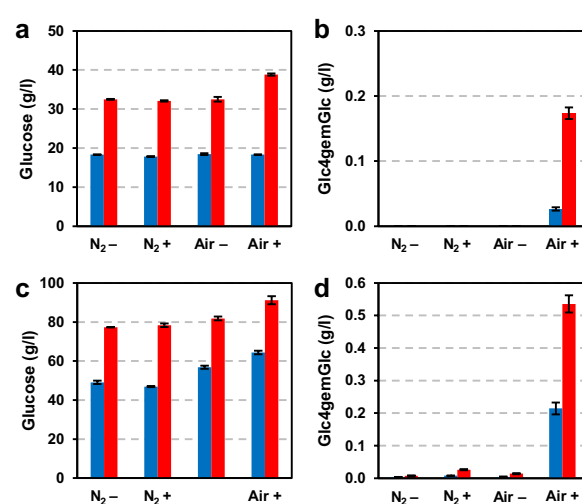 a
Glucose (g/l)
50
40
30
20
10
0
N₂ – N₂ + Air – Air +
b
Glc4gemGlc (g/l)
0.3
0.2
0.1
0.0
N₂ – N₂ + Air – Air +
c
Glucose (g/l)
100
80
60
40
20
0
N₂ – N₂ + Air +
d
Glc4gemGlc (g/l)
0.6
0.5
0.4
0.3
0.2
0.1
0.0
N₂ – N₂ + Air – Air +